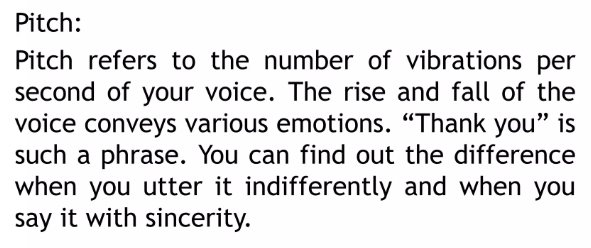 Pitch:
Pitch refers to the number of vibrations per
second of your voice. The rise and fall of the
voice conveys various emotions. “Thank you” is
such a phrase. You can find out the difference
when you utter it indifferently and when you
say it with sincerity.